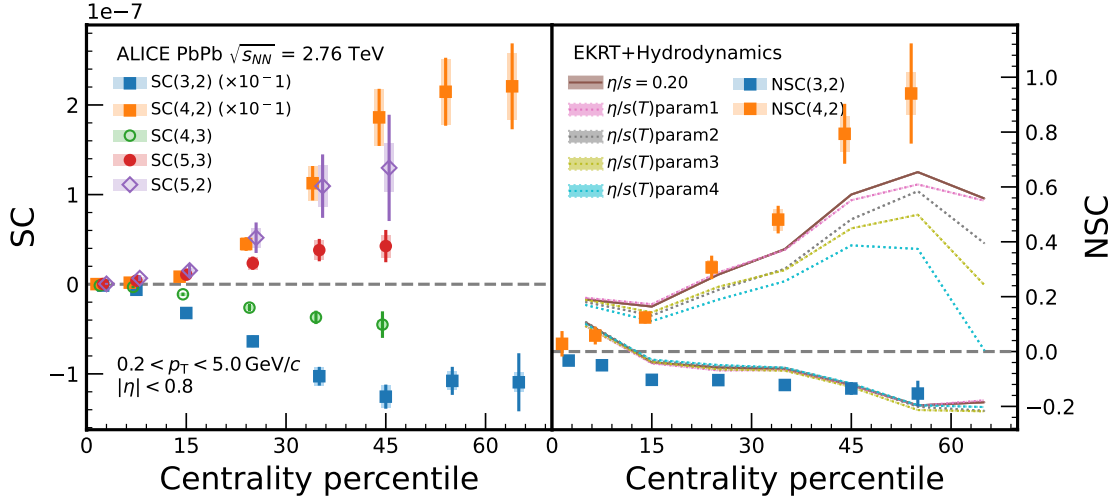 1e−7
ALICE PbPb √s_NN = 2.76 TeV
SC(3,2) (×10−1)
SC(4,2) (×10−1)
SC(4,3)
SC(5,3)
SC(5,2)
0.2 < p_T < 5.0 GeV/c
|η| < 0.8
SC
2
1
0
−1
0 15 30 45 60
Centrality percentile
EKRT+Hydrodynamics
η/s = 0.20
η/s(T)param1
η/s(T)param2
η/s(T)param3
η/s(T)param4
NSC(3,2)
NSC(4,2)
1.0
0.8
0.6
0.4
0.2
0.0
−0.2
NSC
0 15 30 45 60
Centrality percentile